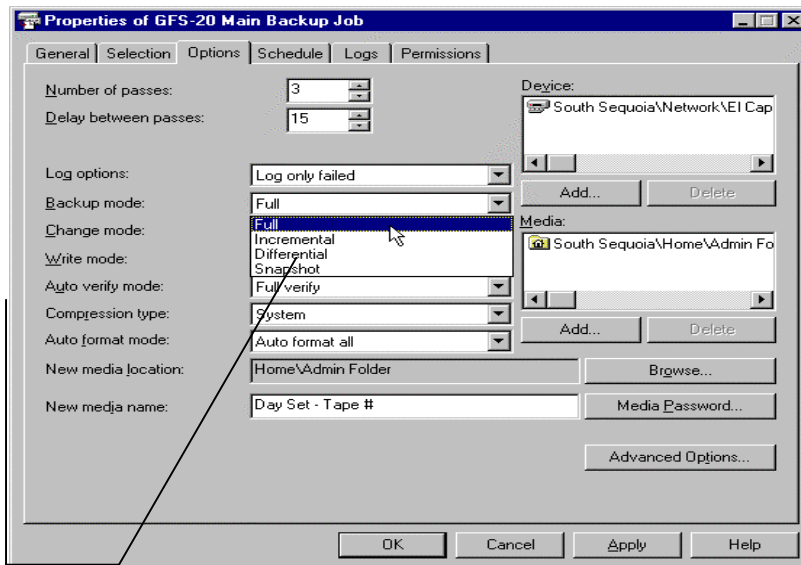 Properties of GFS-20 Main Backup Job
General Selection Options Schedule Logs Permissions
Number of passes: 3
Delay between passes: 15
Log options: Log only failed
Backup mode: Full
Full
Incremental
Differential
Snapshot
Change mode:
Write mode:
Auto verify mode: Full verify
Compression type: System
Auto format mode: Auto format all
New media location: Home\Admin Folder
New media name: Day Set - Tape #
Device:
South Sequoia\Network\El Cap
Add... Delete
Media:
South Sequoia\Home\Admin Fo
Add... Delete
Browse...
Media Password...
Advanced Options...
OK Cancel Apply Help